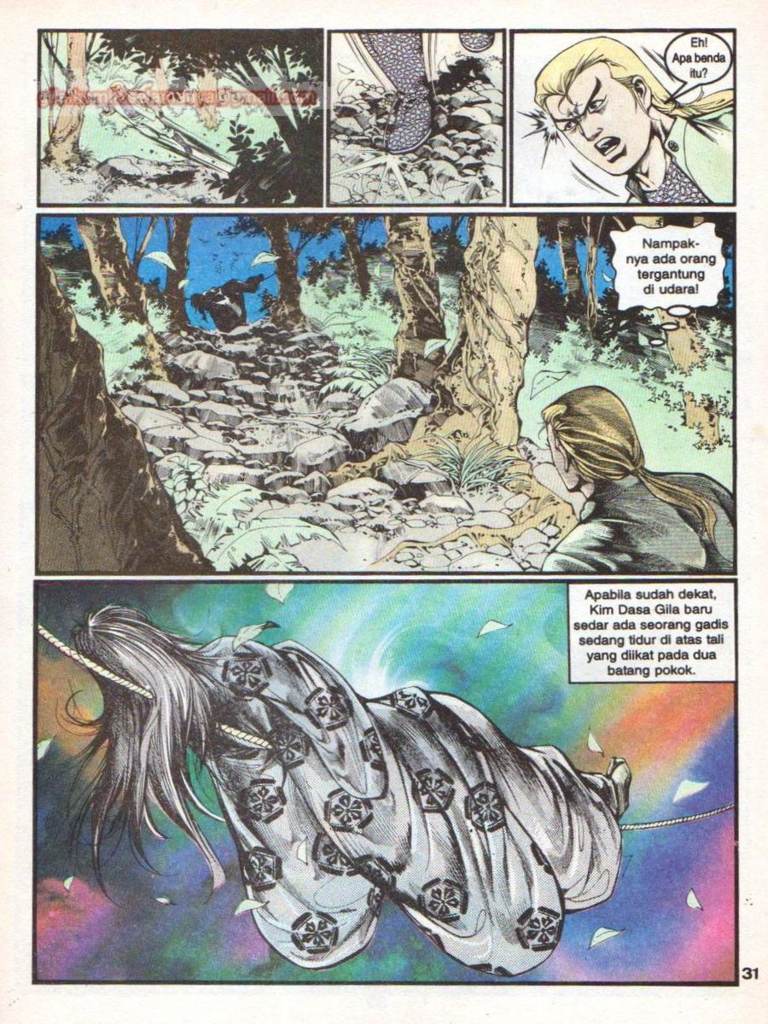 Eh!
Apa benda
itu?
Nampak-
nya ada orang
tergantung
di udara!
Apabila sudah dekat,
Kim Dasa Gila baru
sedar ada seorang gadis
sedang tidur di atas tali
yang diikat pada dua
batang pokok.
31